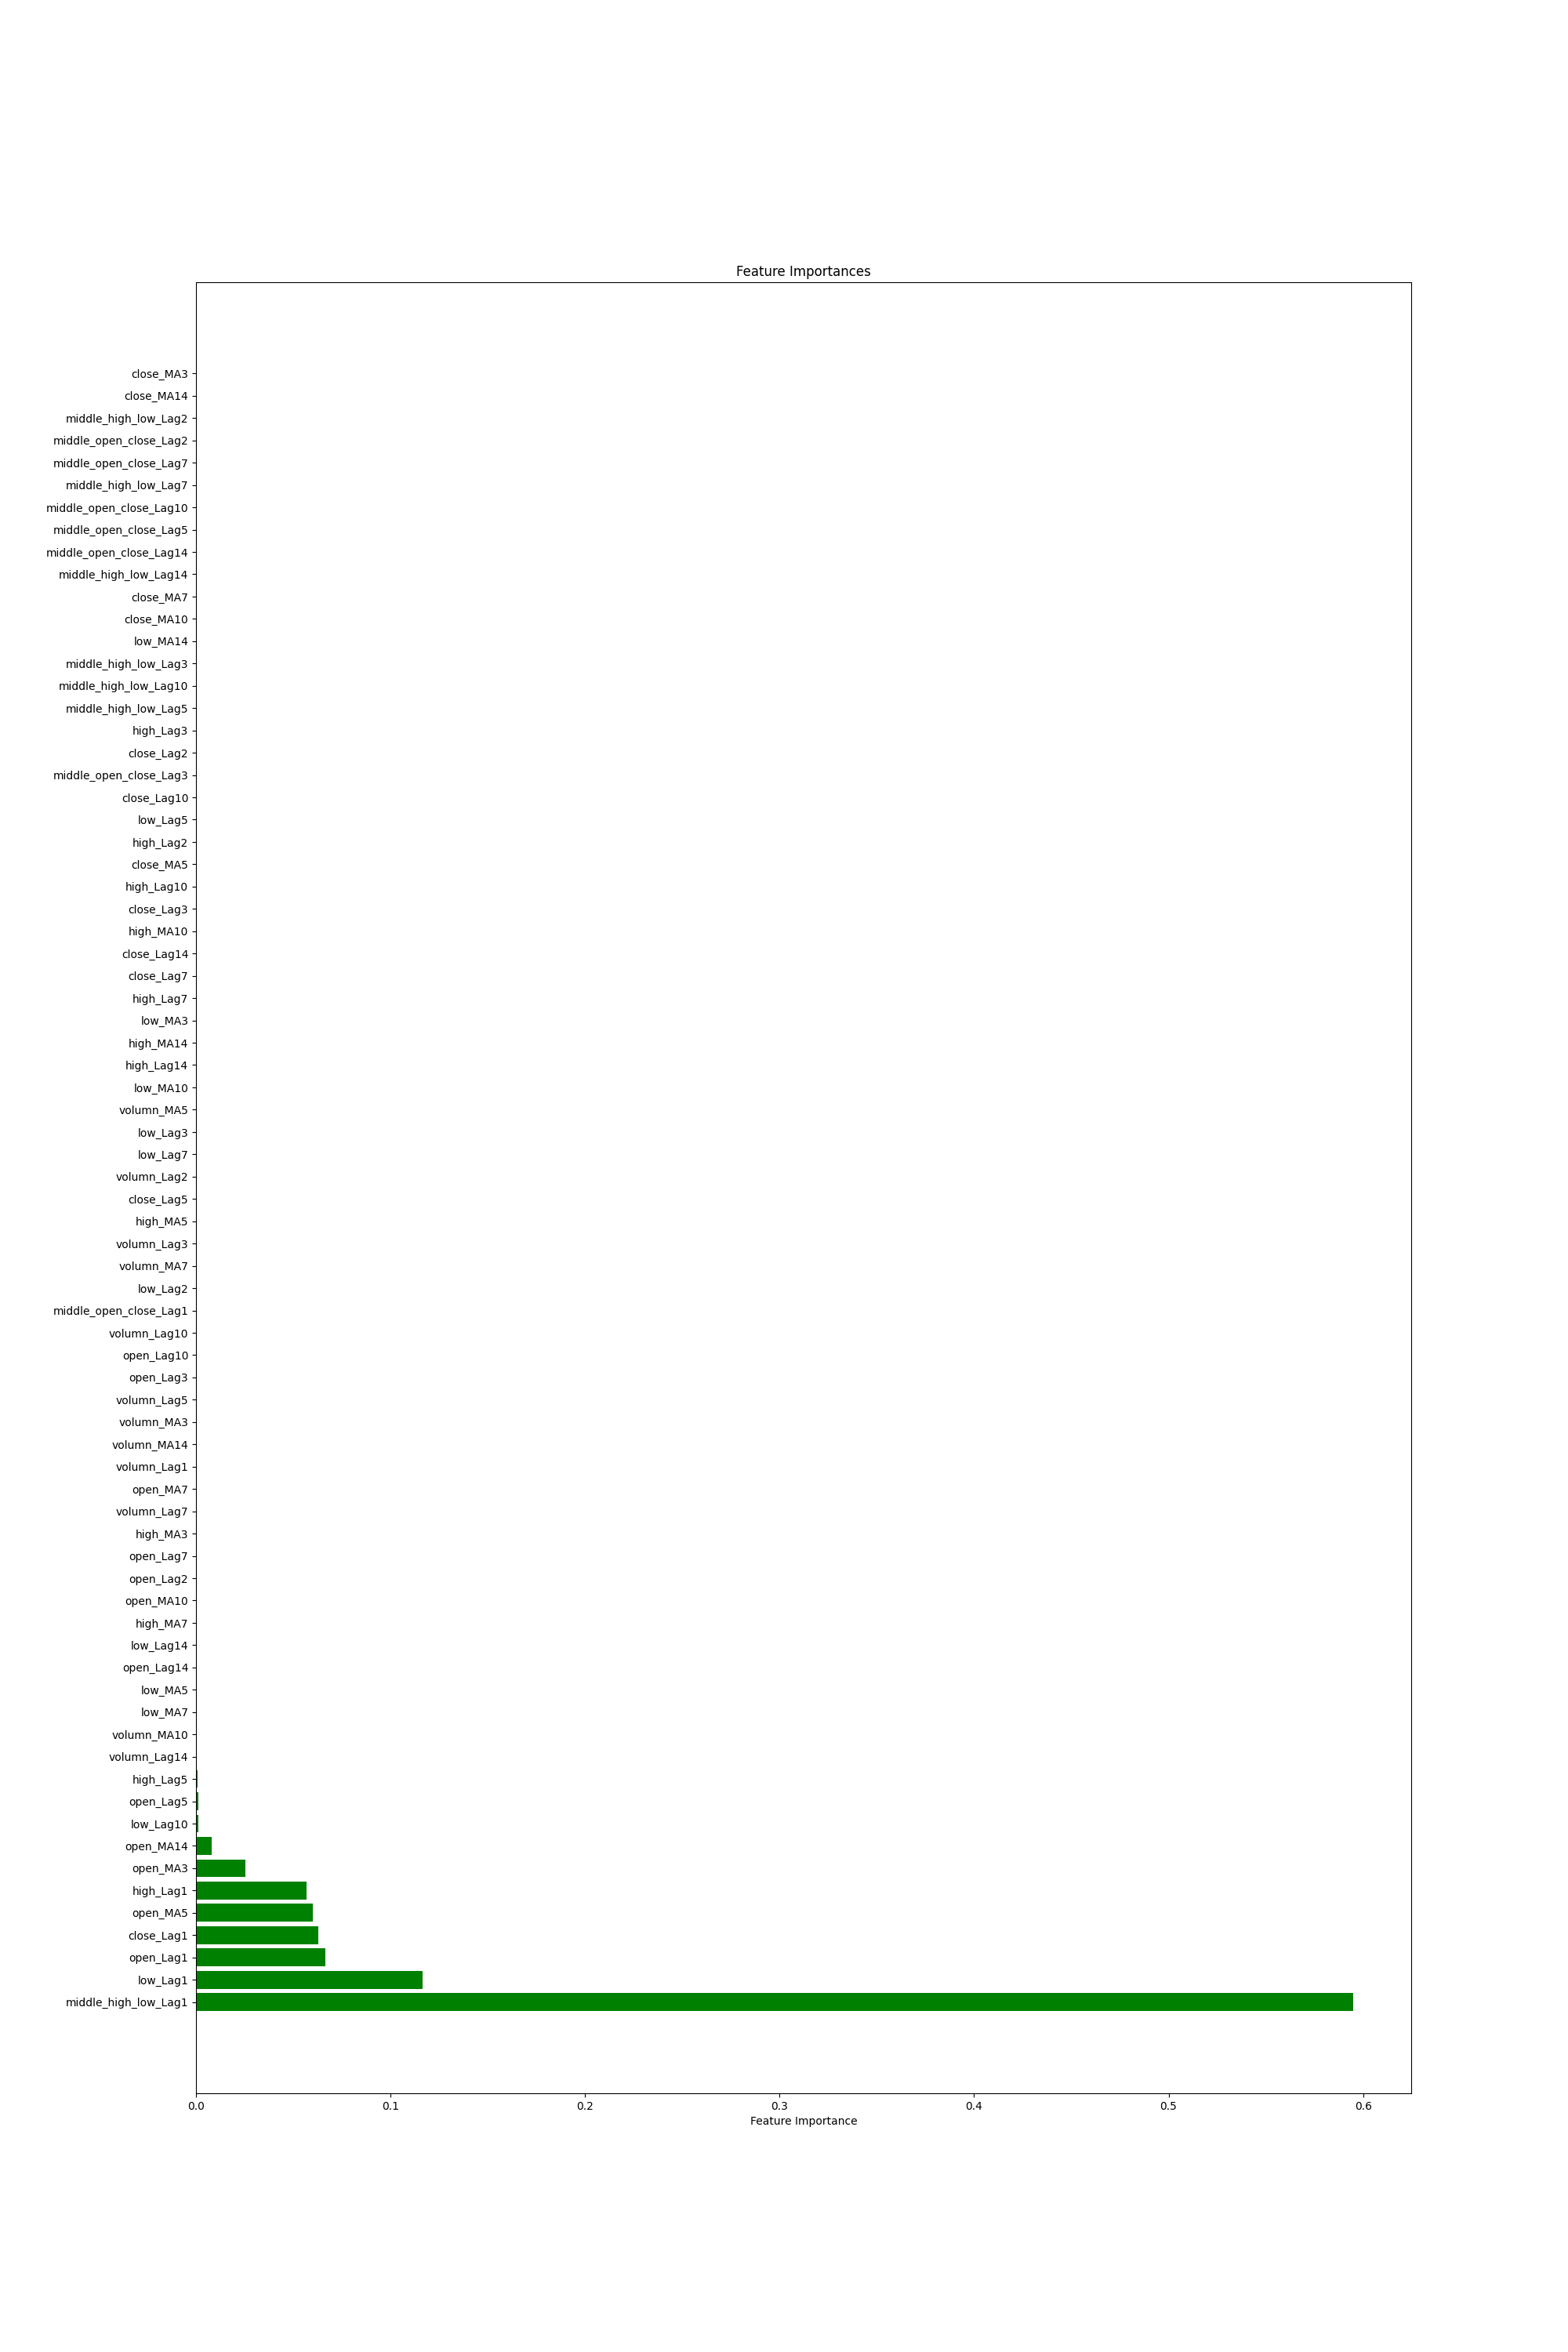 Feature Importances
close_MA3
close_MA14
middle_high_low_Lag2
middle_open_close_Lag2
middle_open_close_Lag7
middle_high_low_Lag7
middle_open_close_Lag10
middle_open_close_Lag5
middle_open_close_Lag14
middle_high_low_Lag14
close_MA7
close_MA10
low_MA14
middle_high_low_Lag3
middle_high_low_Lag10
middle_high_low_Lag5
high_Lag3
close_Lag2
middle_open_close_Lag3
close_Lag10
low_Lag5
high_Lag2
close_MA5
high_Lag10
close_Lag3
high_MA10
close_Lag14
close_Lag7
high_Lag7
low_MA3
high_MA14
high_Lag14
low_MA10
volumn_MA5
low_Lag3
low_Lag7
volumn_Lag2
close_Lag5
high_MA5
volumn_Lag3
volumn_MA7
low_Lag2
middle_open_close_Lag1
volumn_Lag10
open_Lag10
open_Lag3
volumn_Lag5
volumn_MA3
volumn_MA14
volumn_Lag1
open_MA7
volumn_Lag7
high_MA3
open_Lag7
open_Lag2
open_MA10
high_MA7
low_Lag14
open_Lag14
low_MA5
low_MA7
volumn_MA10
volumn_Lag14
high_Lag5
open_Lag5
low_Lag10
open_MA14
open_MA3
high_Lag1
open_MA5
close_Lag1
open_Lag1
low_Lag1
middle_high_low_Lag1
0.0 0.1 0.2 0.3 0.4 0.5 0.6
Feature Importance